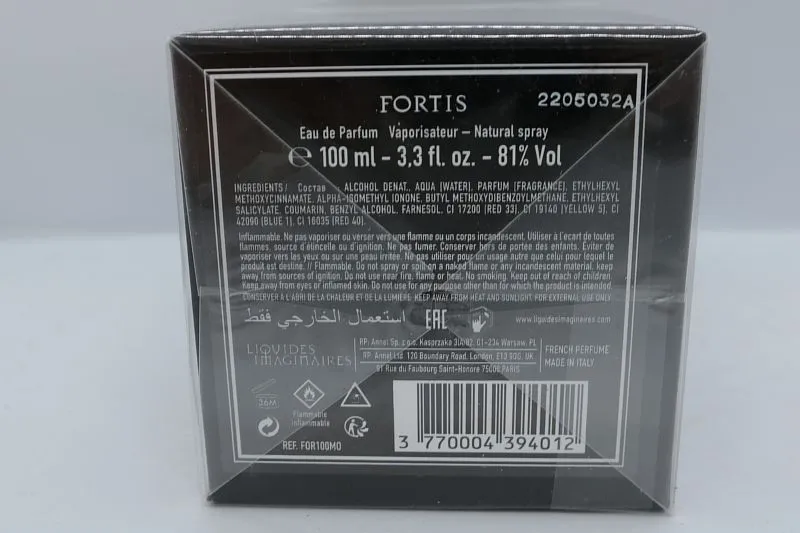 FORTIS
2205032A
Eau de Parfum Vaporisateur – Natural spray
℮ 100 ml – 3,3 fl. oz. – 81% Vol
INGREDIENTS / Состав : ALCOHOL DENAT., AQUA (WATER), PARFUM (FRAGRANCE), ETHYLHEXYL
METHOXYCINNAMATE, ALPHA-ISOMETHYL IONONE, BUTYL METHOXYDIBENZOYLMETHANE, ETHYLHEXYL
SALICYLATE, COUMARIN, BENZYL ALCOHOL, FARNESOL, CI 17200 (RED 33), CI 19140 (YELLOW 5), CI
42090 (BLUE 1), CI 16035 (RED 40).
Inflammable. Ne pas vaporiser ou verser vers une flamme ou un corps incandescent. Utiliser à l'écart de toutes
flammes, source d'étincelle ou d'ignition. Ne pas fumer. Conserver hors de portée des enfants. Éviter de
vaporiser vers les yeux ou sur une peau irritée. Ne pas utiliser pour un usage autre que celui pour lequel le
produit est destiné. // Flammable. Do not spray or spill on a naked flame or any incandescent material, keep
away from sources of ignition. Do not use near fire, flame or heat. No smoking. Keep out of reach of children.
Keep away from eyes or inflamed skin. Do not use for any purpose other than for which the product is intended
CONSERVER À L'ABRI DE LA CHALEUR ET DE LA LUMIÈRE. KEEP AWAY FROM HEAT AND SUNLIGHT. FOR EXTERNAL USE ONLY
استعمال الخارجي فقط
EAC
www.liquidesimaginaires.com
LIQUIDES
IMAGINAIRES
RP: Annel Sp. z o.o. Kasprzaka 31A/82, 01-234 Warsaw, PL
RP: Annel Ltd, 120 Boundary Road, London, E13 9QG, UK
91 Rue du Faubourg Saint-Honore 75008 PARIS
FRENCH PERFUME
MADE IN ITALY
36M
Flammable
Inflammable
REF. FOR100MO
3 770004 394012